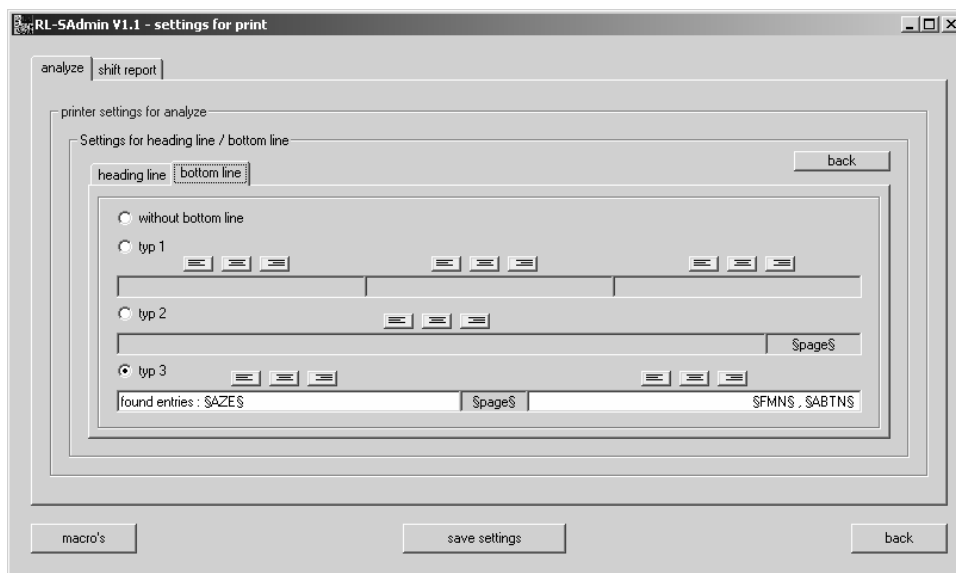 RL-SAdmin V1.1 - settings for print
analyze shift report
printer settings for analyze
Settings for heading line / bottom line
back
heading line bottom line
without bottom line
typ 1
typ 2
§page§
typ 3
found entries : §AZE§ §page§ §FMN§ , §ABTN§
macro's save settings back